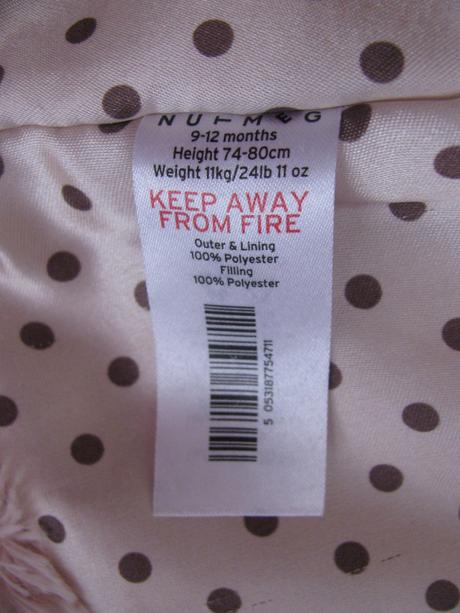 NUTMEG
9-12 months
Height 74-80cm
Weight 11kg/24lb 11 oz
KEEP AWAY
FROM FIRE
Outer & Lining
100% Polyester
Filling
100% Polyester
5 053187754711